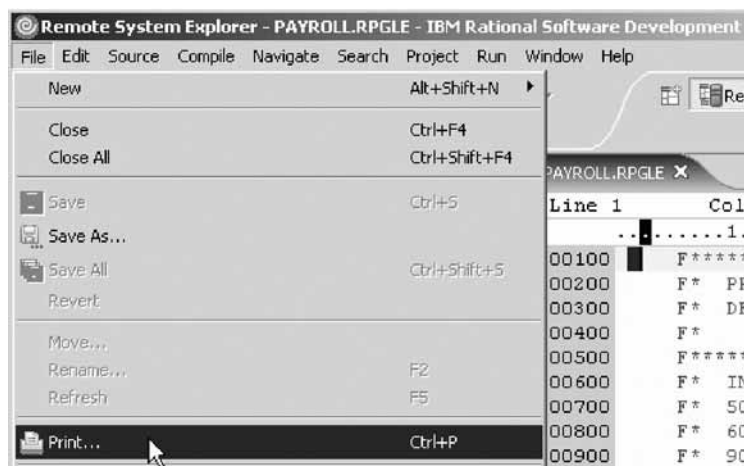 Remote System Explorer - PAYROLL.RPGLE - IBM Rational Software Development
File Edit Source Compile Navigate Search Project Run Window Help
New Alt+Shift+N
Close Ctrl+F4
Close All Ctrl+Shift+F4
Save Ctrl+S
Save As...
Save All Ctrl+Shift+S
Revert
Move...
Rename... F2
Refresh F5
Print... Ctrl+P
PAYROLL.RPGLE
Line 1
00100 F*****
00200 F*
00300 F*
00400 F*
00500 F*****
00600 F*
00700 F* 50
00800 F* 60
00900 F* 90